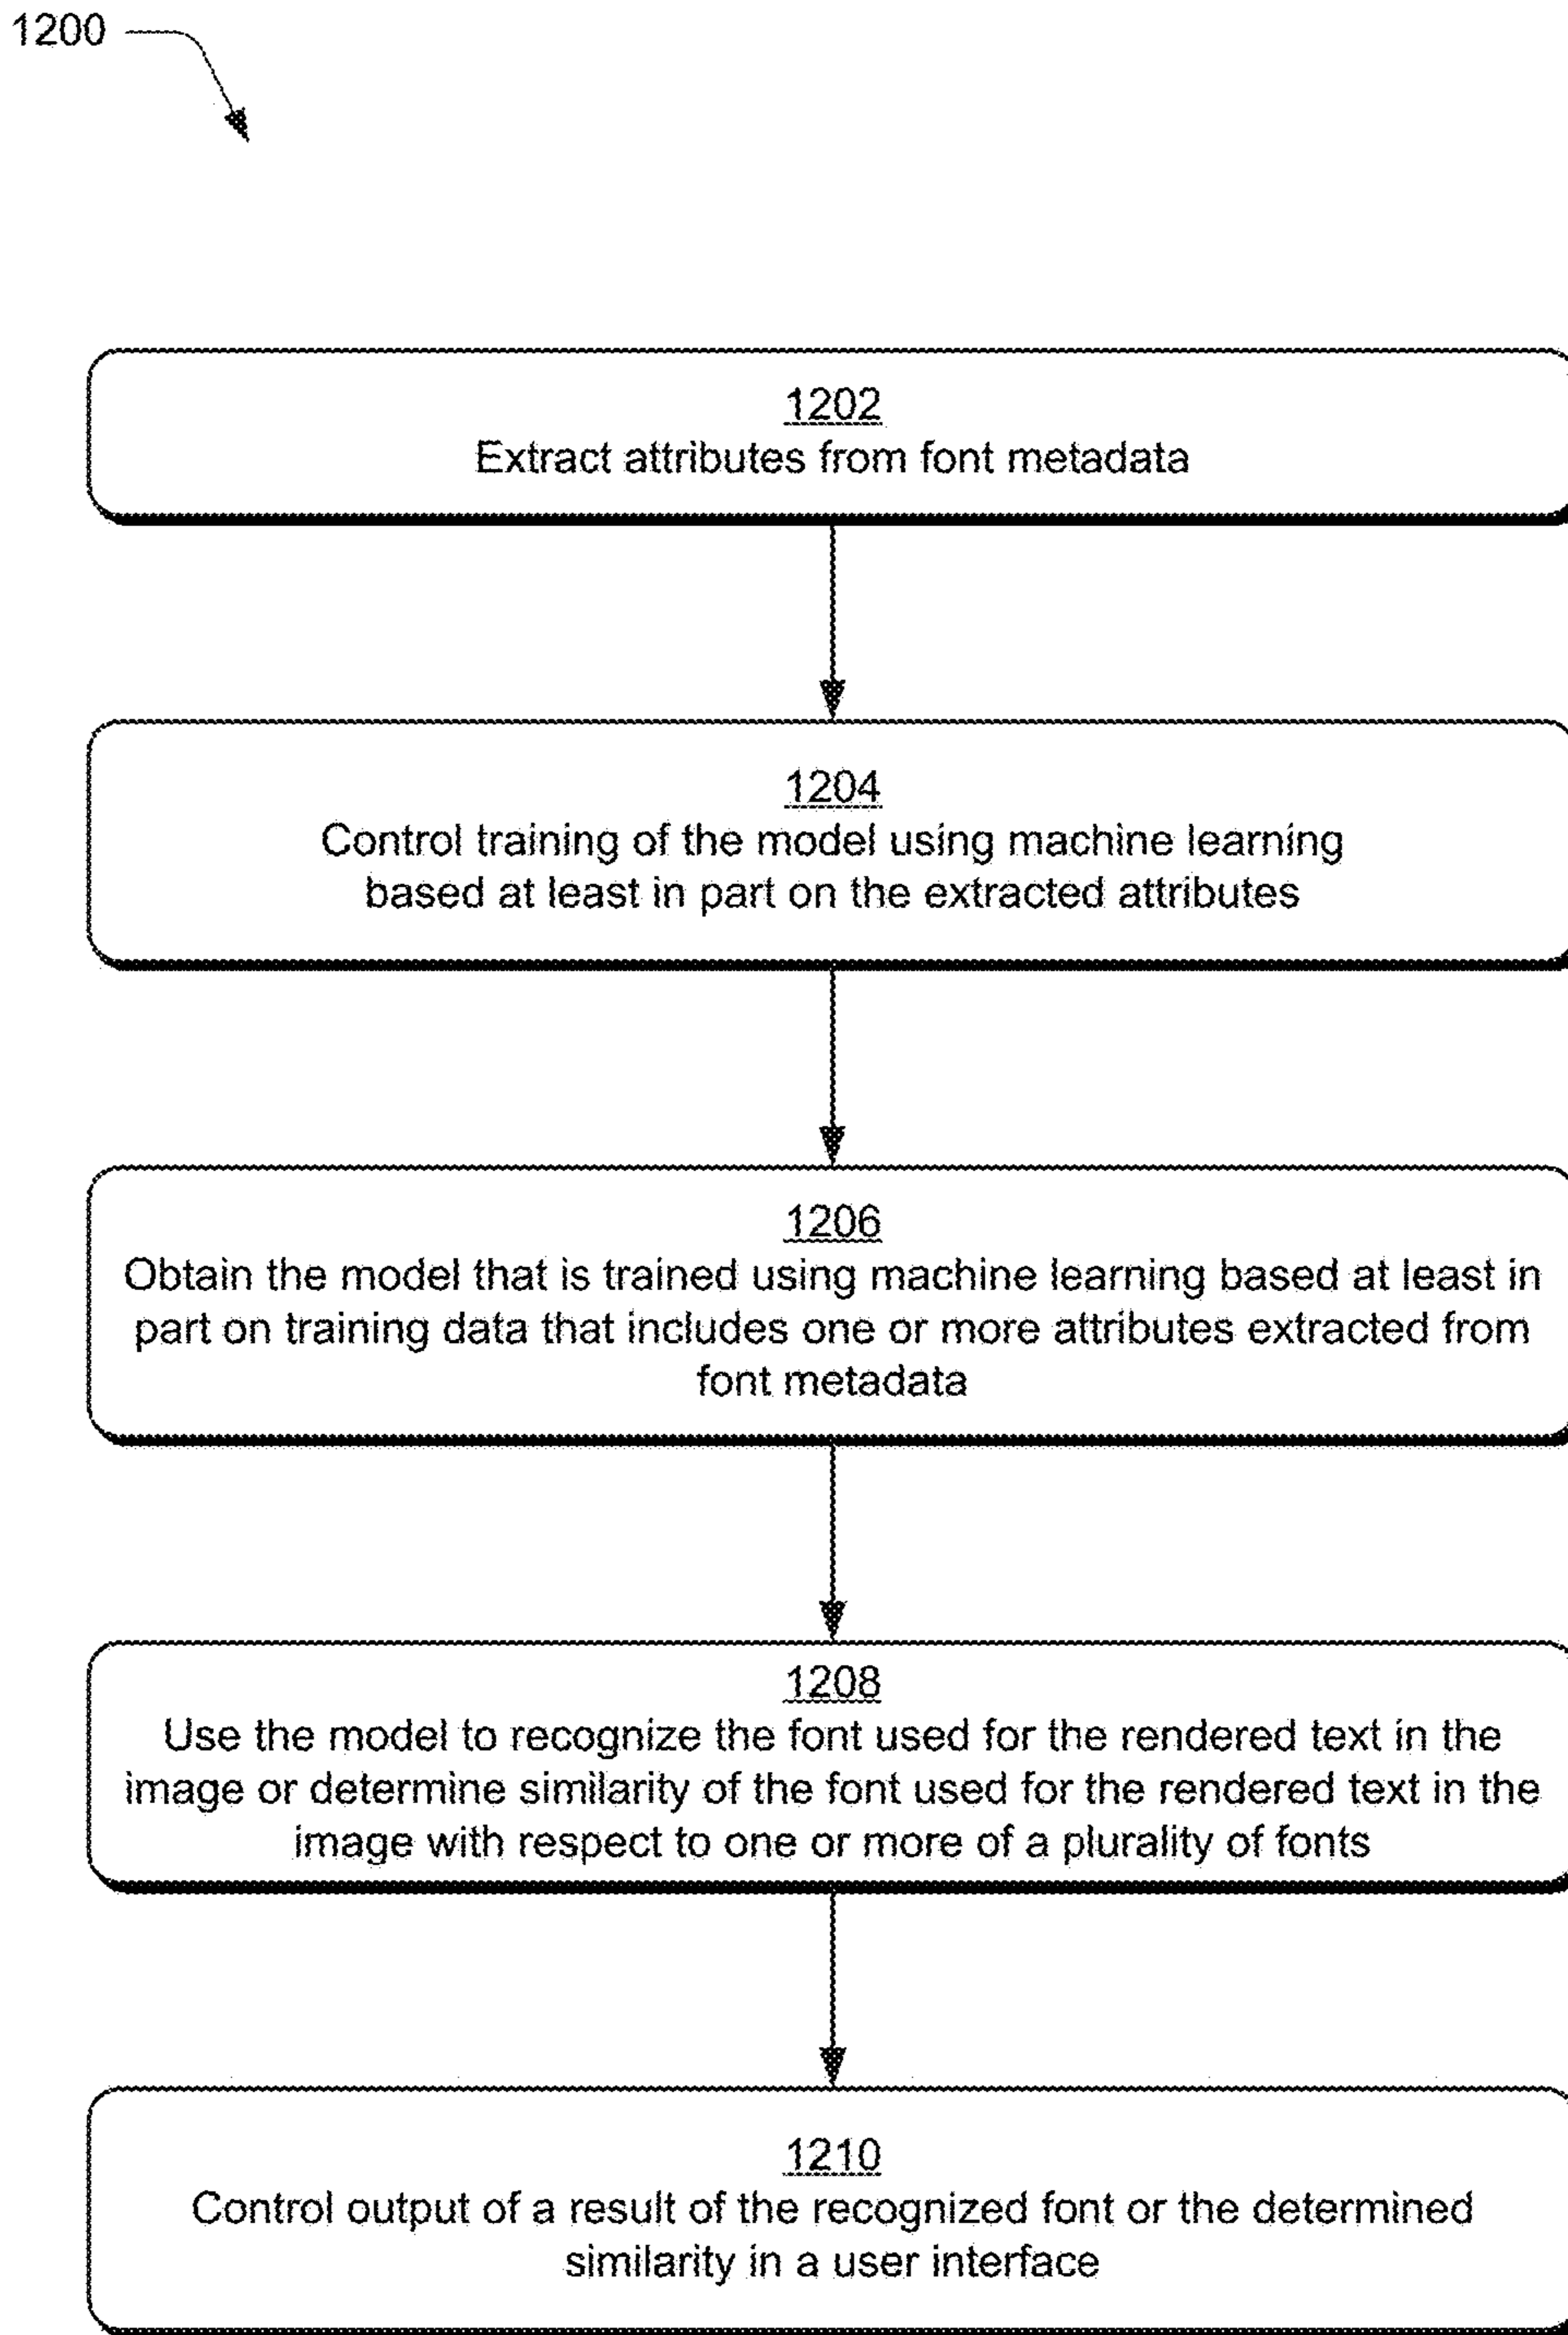 1200
1202
Extract attributes from font metadata
1204
Control training of the model using machine learning
based at least in part on the extracted attributes
1206
Obtain the model that is trained using machine learning based at least in
part on training data that includes one or more attributes extracted from
font metadata
1208
Use the model to recognize the font used for the rendered text in the
image or determine similarity of the font used for the rendered text in the
image with respect to one or more of a plurality of fonts
1210
Control output of a result of the recognized font or the determined
similarity in a user interface